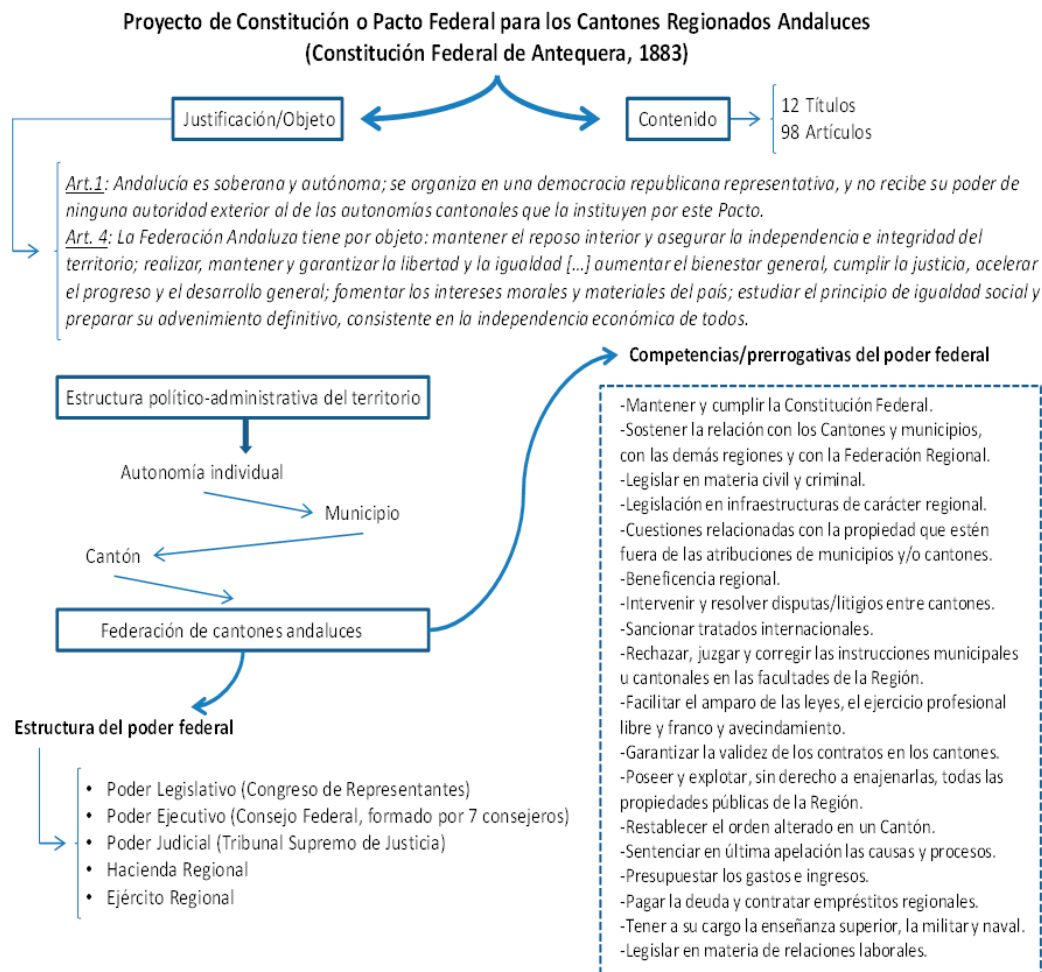 Proyecto de Constitución o Pacto Federal para los Cantones Regionados Andaluces
(Constitución Federal de Antequera, 1883)
Justificación/Objeto
Contenido
12 Títulos
98 Artículos
Art.1: Andalucía es soberana y autónoma; se organiza en una democracia republicana representativa, y no recibe su poder de
ninguna autoridad exterior al de las autonomías cantonales que la instituyen por este Pacto.
Art. 4: La Federación Andaluza tiene por objeto: mantener el reposo interior y asegurar la independencia e integridad del
territorio; realizar, mantener y garantizar la libertad y la igualdad [...] aumentar el bienestar general, cumplir la justicia, acelerar
el progreso y el desarrollo general; fomentar los intereses morales y materiales del país; estudiar el principio de igualdad social y
preparar su advenimiento definitivo, consistente en la independencia económica de todos.
Estructura político-administrativa del territorio
Autonomía individual
Municipio
Cantón
Federación de cantones andaluces
Estructura del poder federal
• Poder Legislativo (Congreso de Representantes)
• Poder Ejecutivo (Consejo Federal, formado por 7 consejeros)
• Poder Judicial (Tribunal Supremo de Justicia)
• Hacienda Regional
• Ejército Regional
Competencias/prerrogativas del poder federal
-Mantener y cumplir la Constitución Federal.
-Sostener la relación con los Cantones y municipios,
con las demás regiones y con la Federación Regional.
-Legislar en materia civil y criminal.
-Legislación en infraestructuras de carácter regional.
-Cuestiones relacionadas con la propiedad que estén
fuera de las atribuciones de municipios y/o cantones.
-Beneficencia regional.
-Intervenir y resolver disputas/litigios entre cantones.
-Sancionar tratados internacionales.
-Rechazar, juzgar y corregir las instrucciones municipales
u cantonales en las facultades de la Región.
-Facilitar el amparo de las leyes, el ejercicio profesional
libre y franco y avecindamiento.
-Garantizar la validez de los contratos en los cantones.
-Poseer y explotar, sin derecho a enajenarlas, todas las
propiedades públicas de la Región.
-Restablecer el orden alterado en un Cantón.
-Sentenciar en última apelación las causas y procesos.
-Presupuestar los gastos e ingresos.
-Pagar la deuda y contratar empréstitos regionales.
-Tener a su cargo la enseñanza superior, la militar y naval.
-Legislar en materia de relaciones laborales.